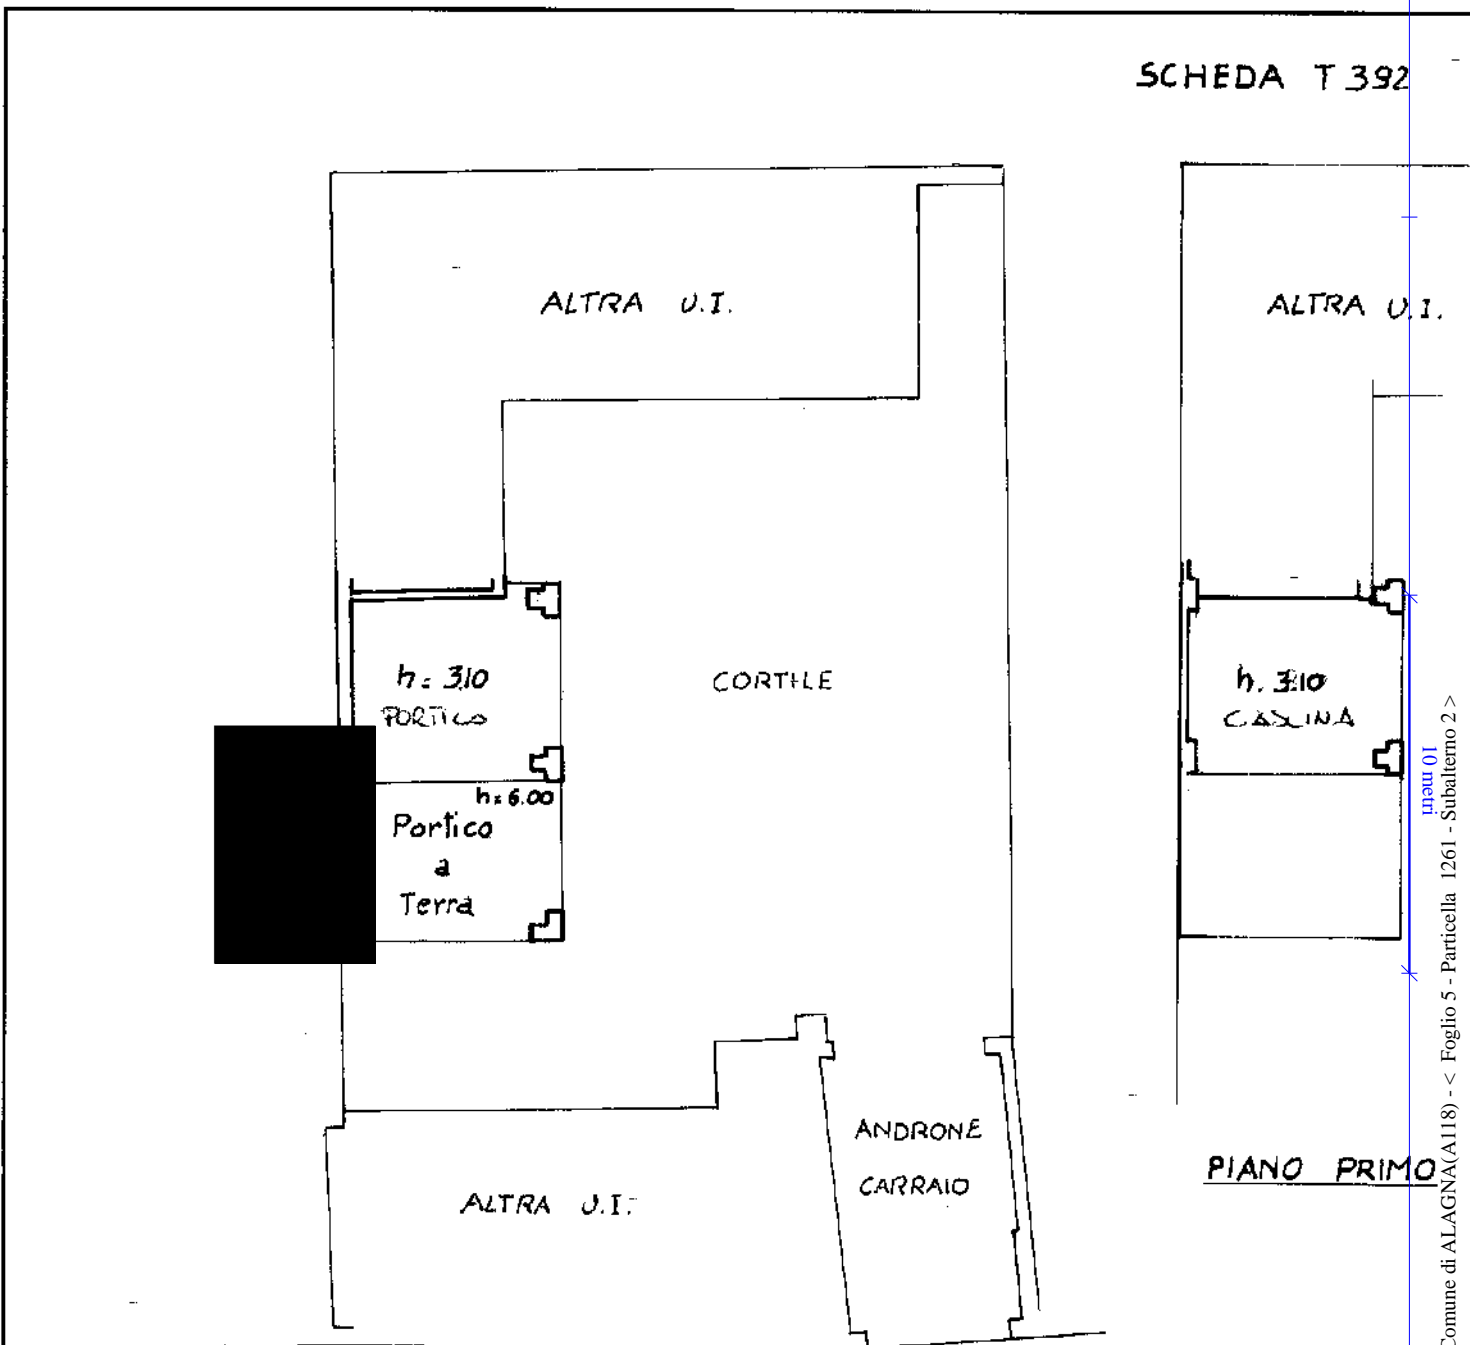 SCHEDA T 392
ALTRA U.I.
ALTRA U.I.
h= 3,10
PORTICO
CORTILE
h. 3.10
CASCINA
h=6.00
Portico
a
Terra
10 metri
Comune di ALAGNA(A118) - < Foglio 5 - Particella 1261 - Subalterno 2 >
ANDRONE
CARRAIO
PIANO PRIMO
ALTRA U.I.